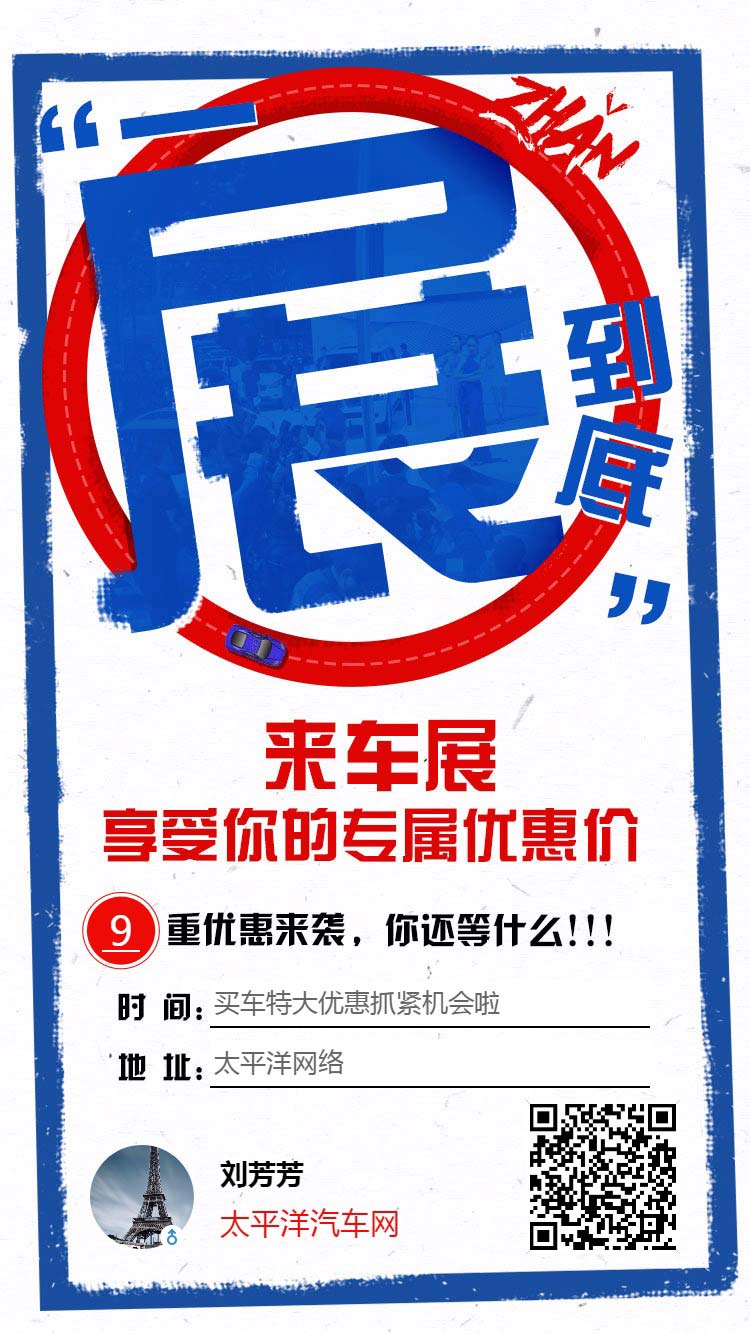 “一展到底”
ZHǍN
来车展
享受你的专属优惠价
9重优惠来袭，你还等什么!!!
时 间：买车特大优惠抓紧机会啦
地 址：太平洋网络
刘芳芳
太平洋汽车网